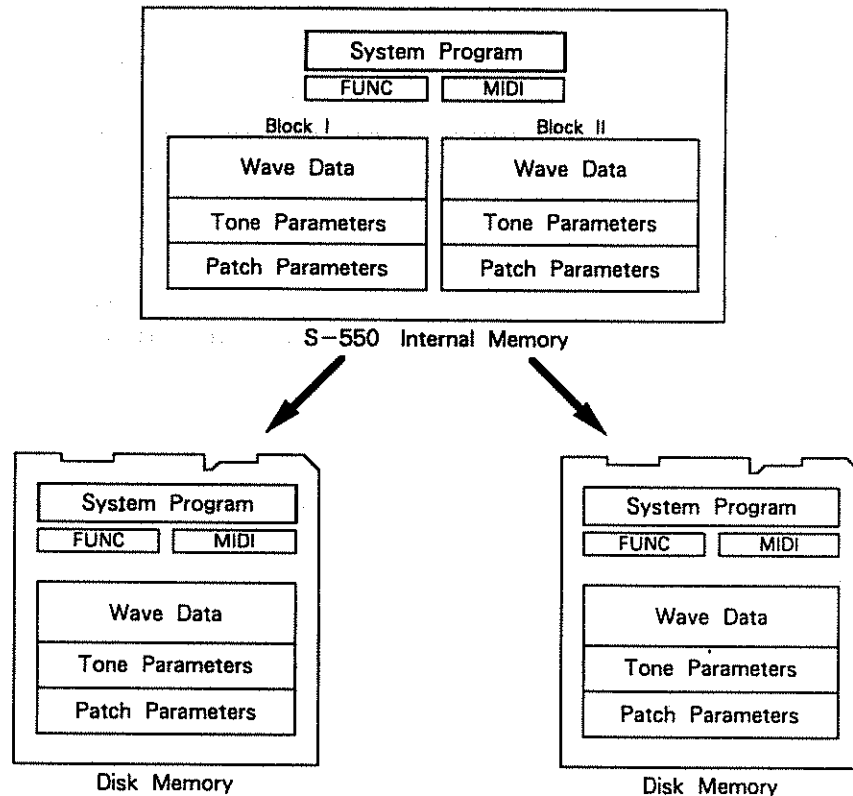 System Program
FUNC MIDI
Block I Block II
Wave Data Wave Data
Tone Parameters Tone Parameters
Patch Parameters Patch Parameters
S-550 Internal Memory
System Program System Program
FUNC MIDI FUNC MIDI
Wave Data Wave Data
Tone Parameters Tone Parameters
Patch Parameters Patch Parameters
Disk Memory Disk Memory